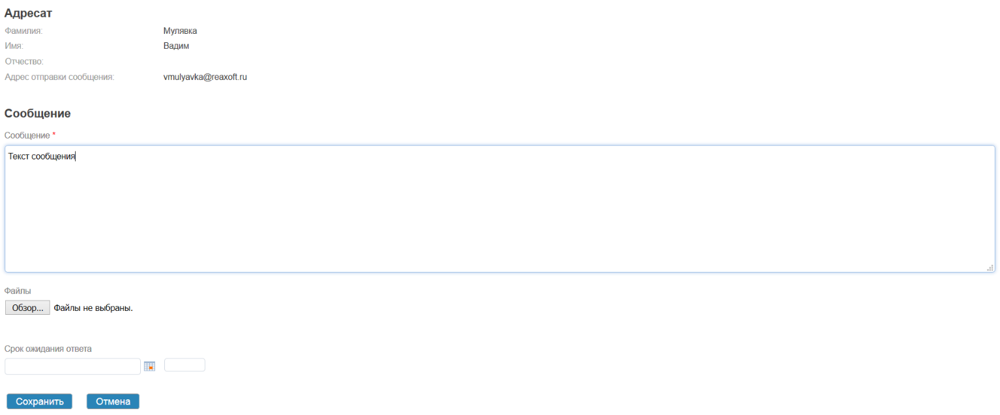 Адресат
Фамилия: Мулявка
Имя: Вадим
Отчество:
Адрес отправки сообщения: vmulyavka@reaxoft.ru
Сообщение
Сообщение *
Текст сообщения
Файлы
Обзор... Файлы не выбраны.
Срок ожидания ответа
Сохранить Отмена